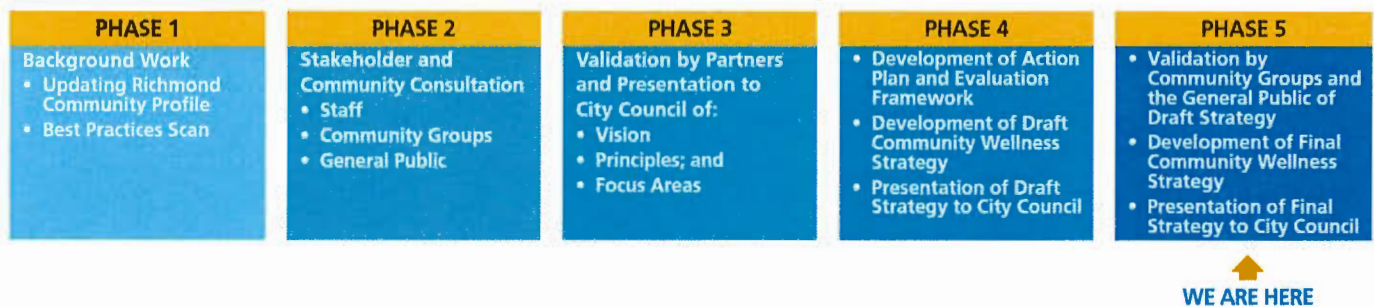 PHASE 1
Background Work
• Updating Richmond
Community Profile
• Best Practices Scan
PHASE 2
Stakeholder and
Community Consultation
• Staff
• Community Groups
• General Public
PHASE 3
Validation by Partners
and Presentation to
City Council of:
• Vision
• Principles; and
• Focus Areas
PHASE 4
• Development of Action
Plan and Evaluation
Framework
• Development of Draft
Community Wellness
Strategy
• Presentation of Draft
Strategy to City Council
PHASE 5
• Validation by
Community Groups and
the General Public of
Draft Strategy
• Development of Final
Community Wellness
Strategy
• Presentation of Final
Strategy to City Council
WE ARE HERE